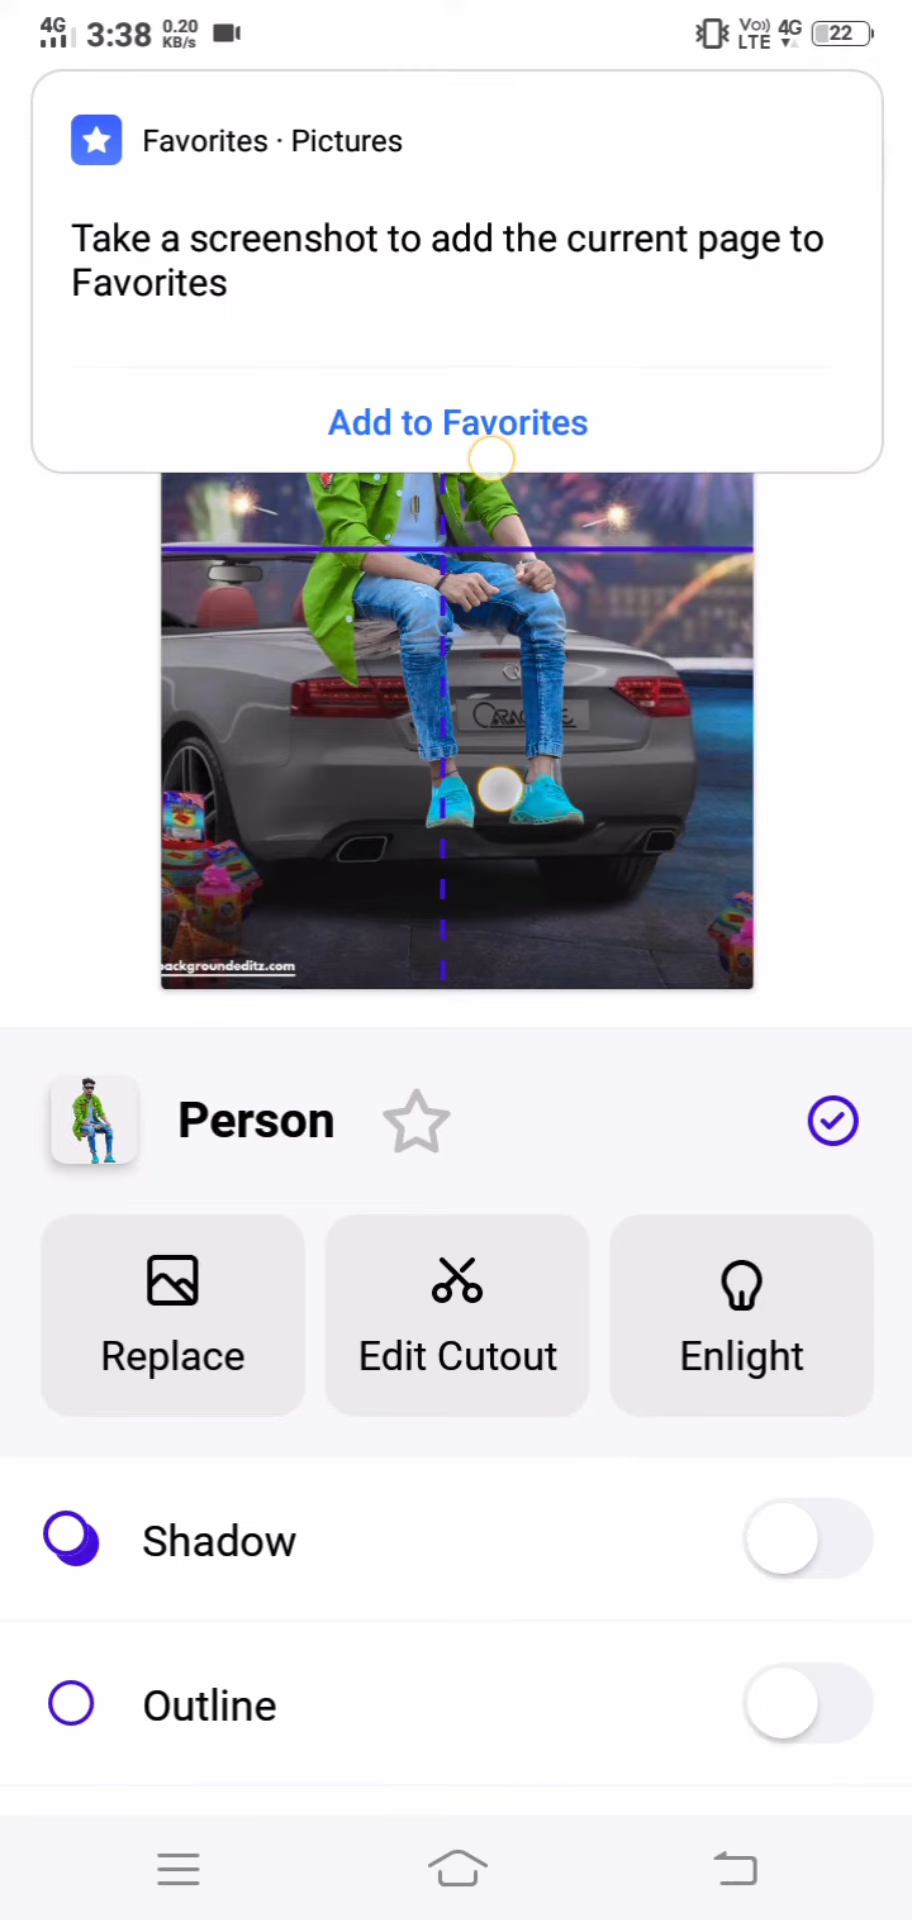 4G 3:38 0.20 KB/s Vo)) LTE 4G 22
Favorites · Pictures
Take a screenshot to add the current page to
Favorites
Add to Favorites
ackgroundeditz.com
Person
Replace Edit Cutout Enlight
Shadow
Outline